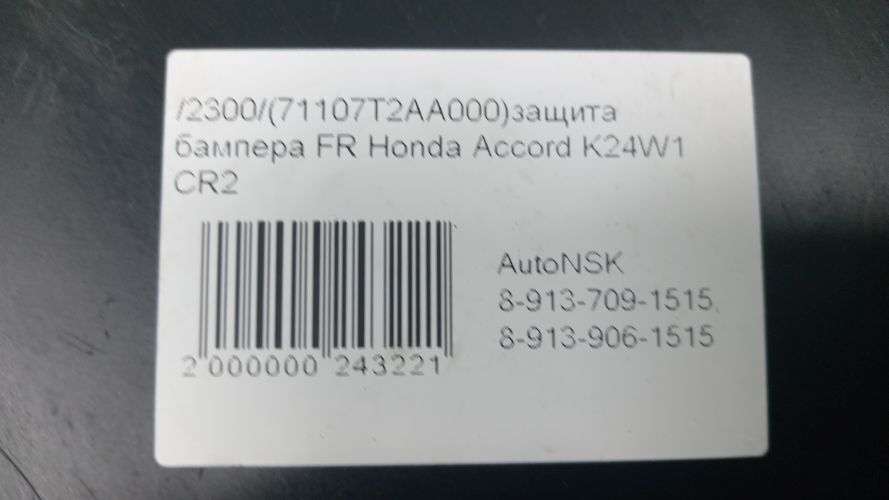 /2300/(71107T2AA000)защита
бампера FR Honda Accord K24W1
CR2
AutoNSK
8-913-709-1515,
8-913-906-1515
2 000000 243221